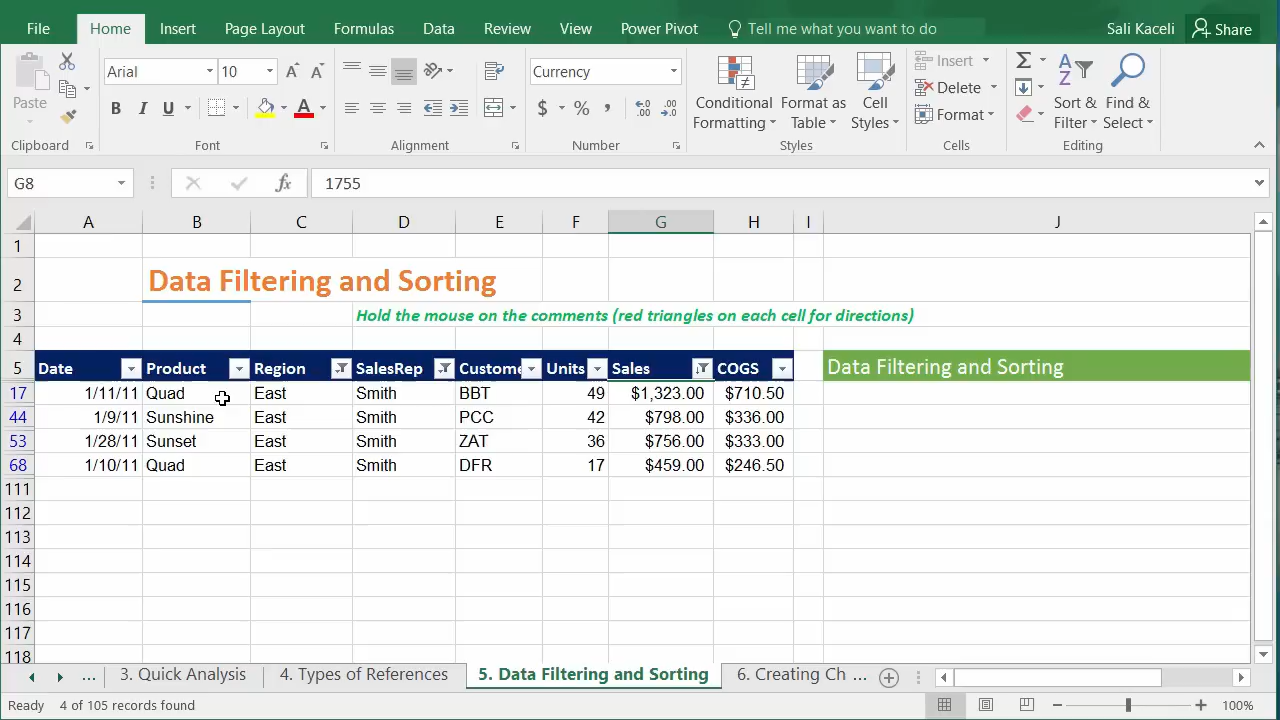 File Home Insert Page Layout Formulas Data Review View Power Pivot Tell me what you want to do Sali Kaceli Share
Paste Arial 10 B I U Currency $ % , Conditional Formatting Format as Table Cell Styles Insert Delete Format Sort & Filter Find & Select
Clipboard Font Alignment Number Styles Cells Editing
G8 fx 1755
A B C D E F G H I J
1
2 Data Filtering and Sorting
3 Hold the mouse on the comments (red triangles on each cell for directions)
4
5 Date Product Region SalesRep Custome Units Sales COGS Data Filtering and Sorting
17 1/11/11 Quad East Smith BBT 49 $1,323.00 $710.50
44 1/9/11 Sunshine East Smith PCC 42 $798.00 $336.00
53 1/28/11 Sunset East Smith ZAT 36 $756.00 $333.00
68 1/10/11 Quad East Smith DFR 17 $459.00 $246.50
111
112
113
114
115
116
117
118
... 3. Quick Analysis 4. Types of References 5. Data Filtering and Sorting 6. Creating Ch ...
Ready 4 of 105 records found 100%